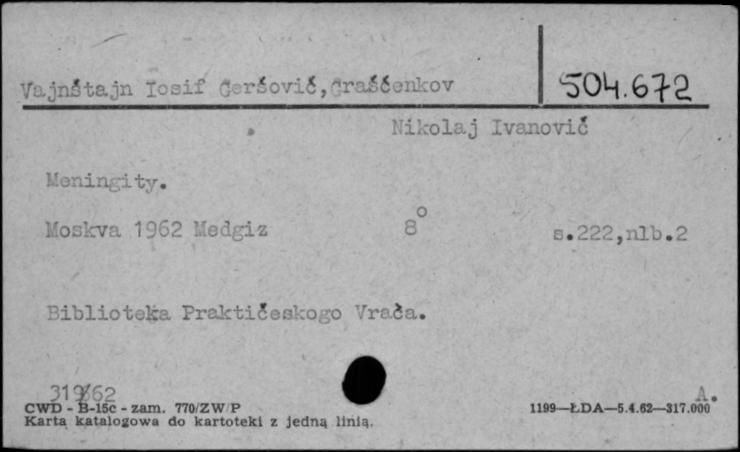 Vajnštajn Iosif Geršovič,Graščenkov
504.672
Nikolaj Ivanovič
Meningity.
Moskva 1962 Medgiz 8° s.222,nlb.2
Biblioteka Praktičeskogo Vrača.
A.
CWD - B-15c - zam. 770/ZW/P
1199—ŁDA—5.4.62—317.000
Karta katalogowa do kartoteki z jedną linią.